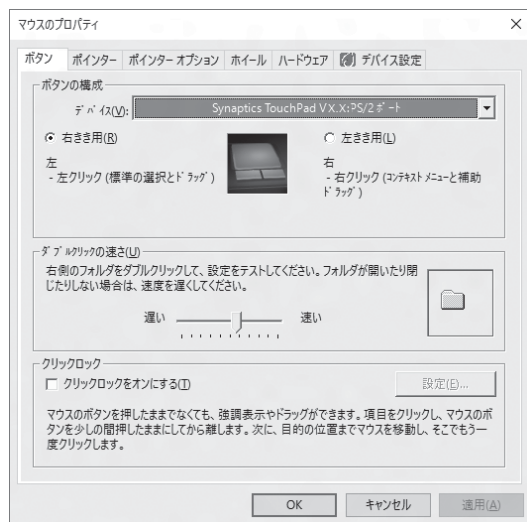 マウスのプロパティ
×
ボタン ポインター ポインター オプション ホイール ハードウェア デバイス設定
ボタンの構成
デバイス(V): Synaptics TouchPad VX.X:PS/2 ポート
右きき用(R) 左きき用(L)
左
- 左クリック (標準の選択とドラッグ)
右
- 右クリック (コンテキスト メニューと補助
ドラッグ)
ダブルクリックの速さ(U)
右側のフォルダをダブルクリックして、設定をテストしてください。フォルダが開いたり閉
じたりしない場合は、速度を遅くしてください。
遅い 速い
クリックロック
クリックロックをオンにする(T) 設定(E)...
マウスのボタンを押したままでなくても、強調表示やドラッグができます。項目をクリックし、マウスのボ
タンを少しの間押したままにしてから離します。次に、目的の位置までマウスを移動し、そこでもう一
度クリックします。
OK キャンセル 適用(A)